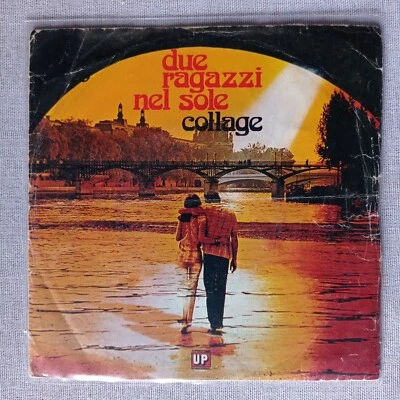 due
ragazzi
nel sole
collage
UP